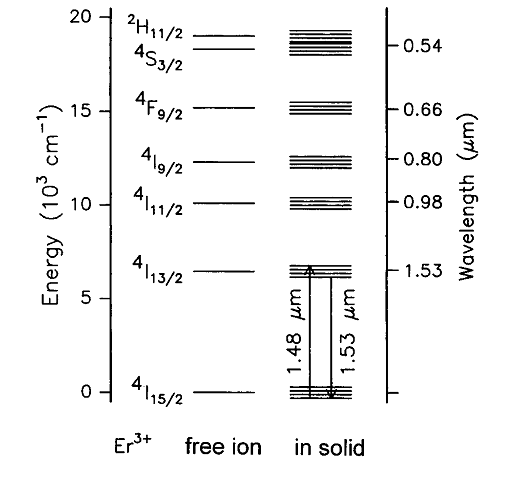 20
15
10
5
0
Energy (10³ cm⁻¹)
²H₁₁/₂
⁴S₃/₂
⁴F₉/₂
⁴I₉/₂
⁴I₁₁/₂
⁴I₁₃/₂
⁴I₁₅/₂
1.48 μm
1.53 μm
0.54
0.66
0.80
0.98
1.53
Wavelength (μm)
Er³⁺ free ion in solid